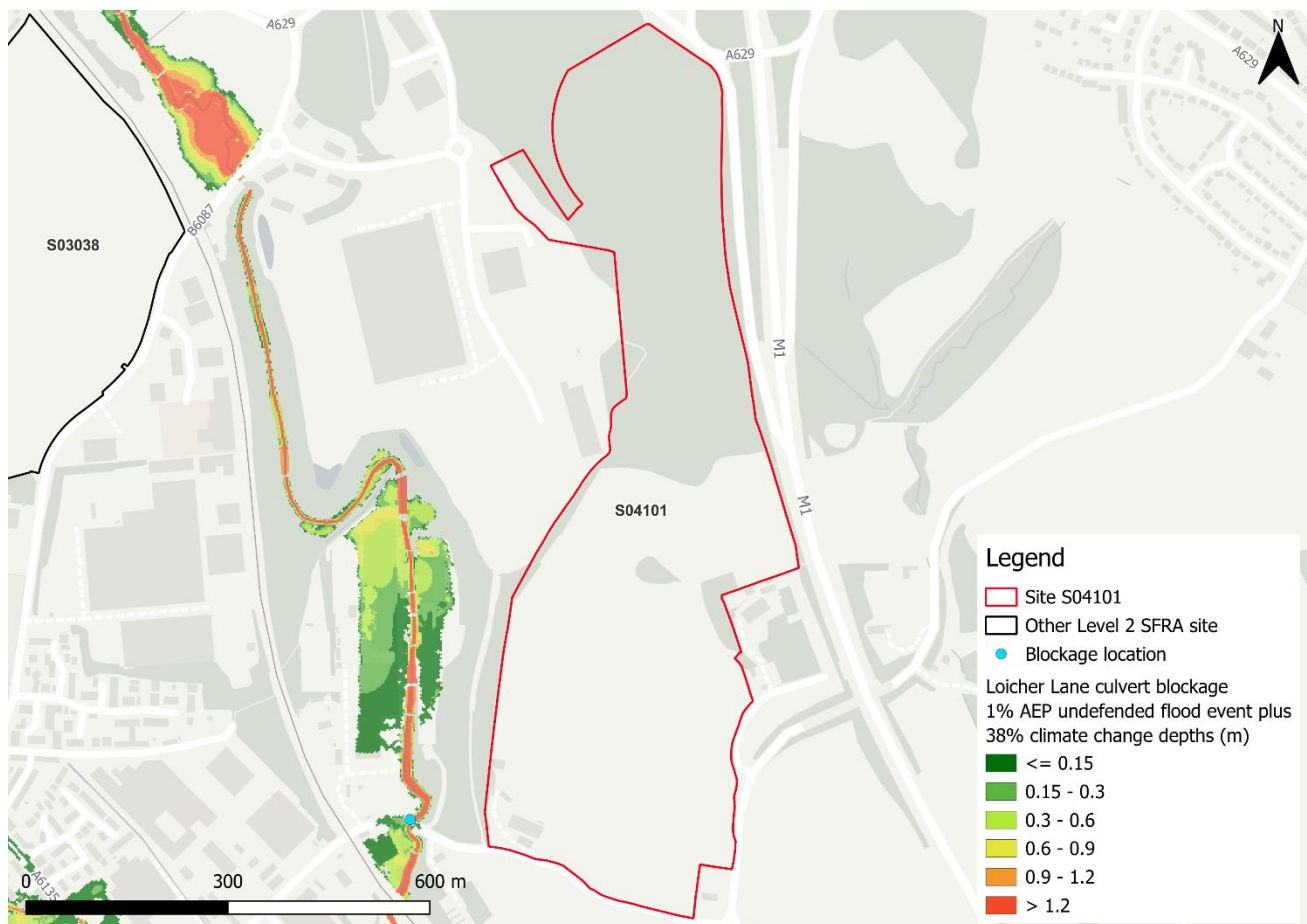 A629
A629
A629
N
B6087
S03038
M1
S04101
M1
A6135
0
300
600 m
Legend
Site S04101
Other Level 2 SFRA site
Blockage location
Loicher Lane culvert blockage
1% AEP undefended flood event plus
38% climate change depths (m)
<= 0.15
0.15 - 0.3
0.3 - 0.6
0.6 - 0.9
0.9 - 1.2
> 1.2